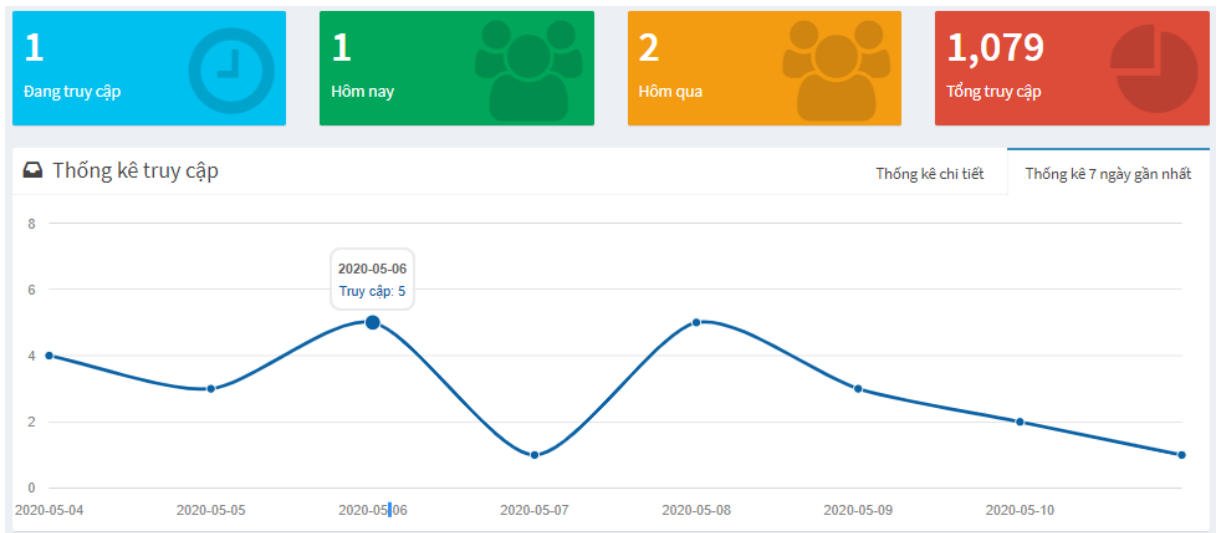 1
Đang truy cập
1
Hôm nay
2
Hôm qua
1,079
Tổng truy cập
Thống kê truy cập
Thống kê chi tiết
Thống kê 7 ngày gần nhất
8
2020-05-06
Truy cập: 5
6
4
2
0
2020-05-04
2020-05-05
2020-05-06
2020-05-07
2020-05-08
2020-05-09
2020-05-10